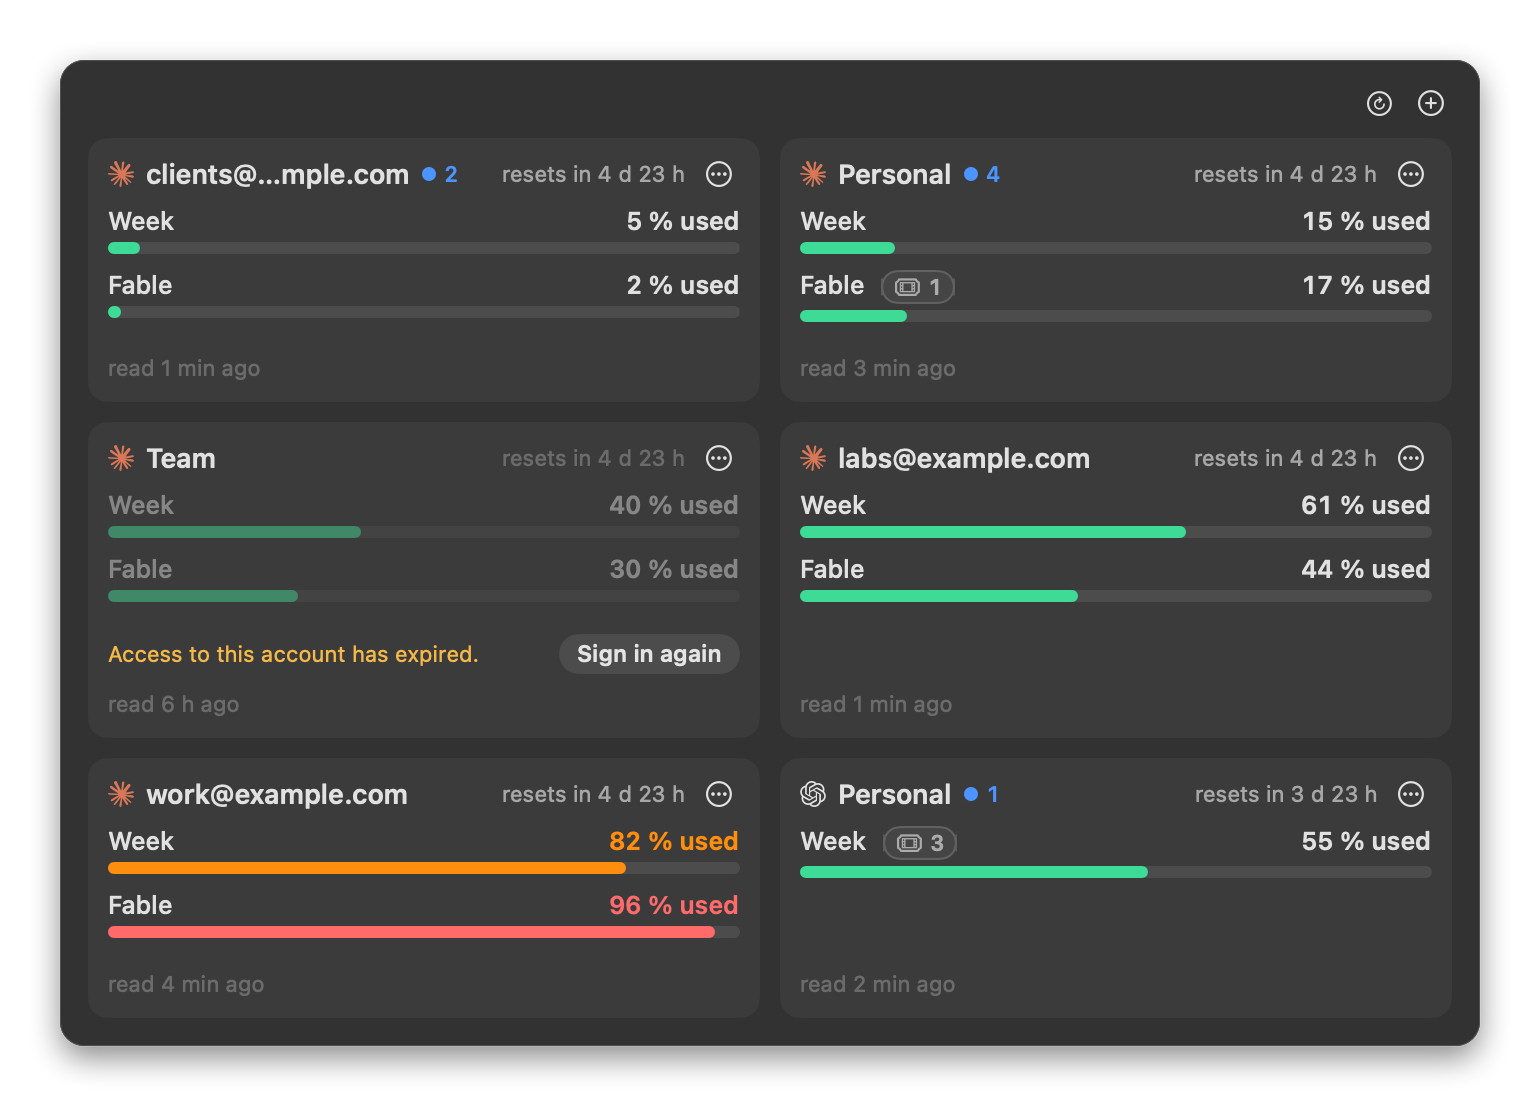 clients@...mple.com 2 resets in 4 d 23 h
Week 5 % used
Fable 2 % used
read 1 min ago
Personal 4 resets in 4 d 23 h
Week 15 % used
Fable 1 17 % used
read 3 min ago
Team resets in 4 d 23 h
Week 40 % used
Fable 30 % used
Access to this account has expired. Sign in again
read 6 h ago
labs@example.com resets in 4 d 23 h
Week 61 % used
Fable 44 % used
read 1 min ago
work@example.com resets in 4 d 23 h
Week 82 % used
Fable 96 % used
read 4 min ago
Personal 1 resets in 3 d 23 h
Week 3 55 % used
read 2 min ago